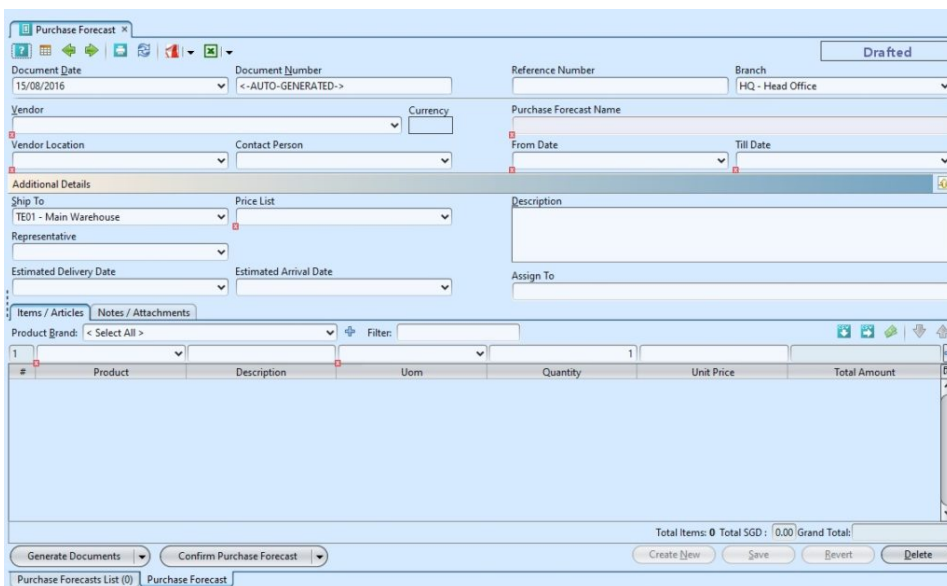 Purchase Forecast
Drafted
Document Date Document Number Reference Number Branch
15/08/2016 <-AUTO-GENERATED-> HQ - Head Office
Vendor Currency Purchase Forecast Name
Vendor Location Contact Person From Date Till Date
Additional Details
Ship To Price List Description
TE01 - Main Warehouse
Representative
Estimated Delivery Date Estimated Arrival Date Assign To
Items / Articles Notes / Attachments
Product Brand: < Select All > Filter:
1 1
# Product Description Uom Quantity Unit Price Total Amount
Total Items: 0 Total SGD : 0.00 Grand Total:
Generate Documents Confirm Purchase Forecast Create New Save Revert Delete
Purchase Forecasts List (0) Purchase Forecast